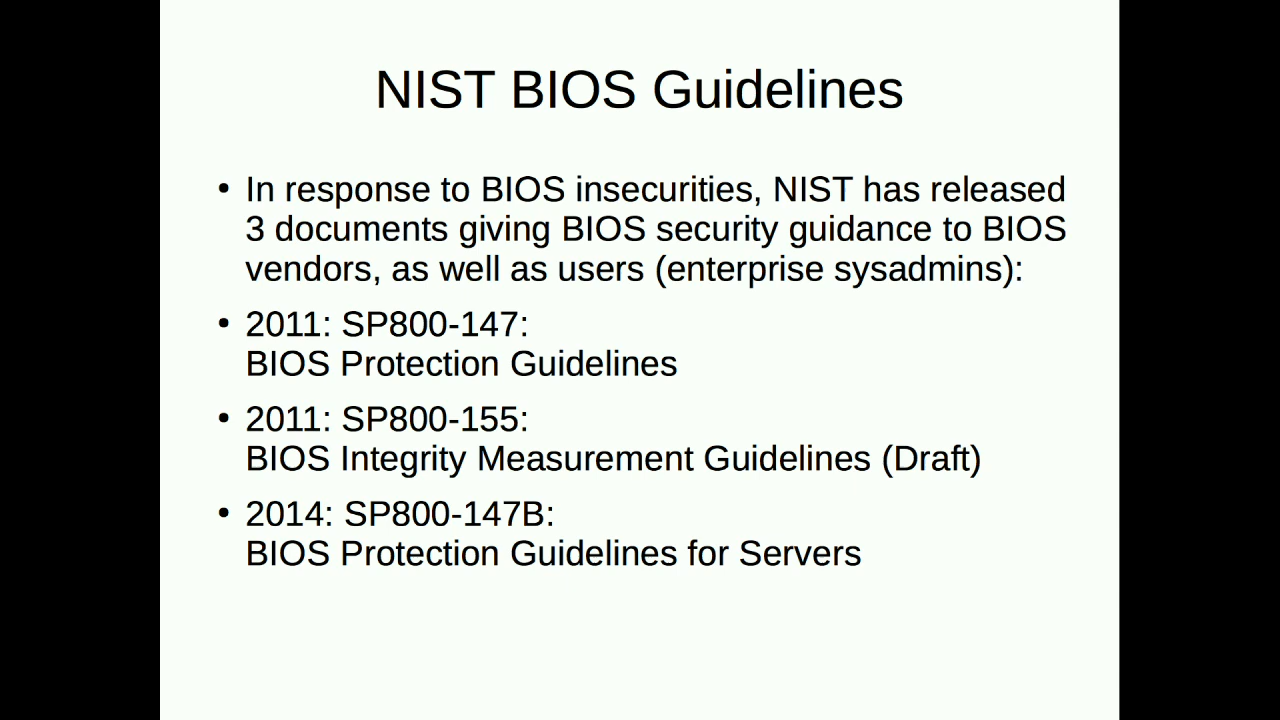 NIST BIOS Guidelines
• In response to BIOS insecurities, NIST has released
3 documents giving BIOS security guidance to BIOS
vendors, as well as users (enterprise sysadmins):
• 2011: SP800-147:
BIOS Protection Guidelines
• 2011: SP800-155:
BIOS Integrity Measurement Guidelines (Draft)
• 2014: SP800-147B:
BIOS Protection Guidelines for Servers